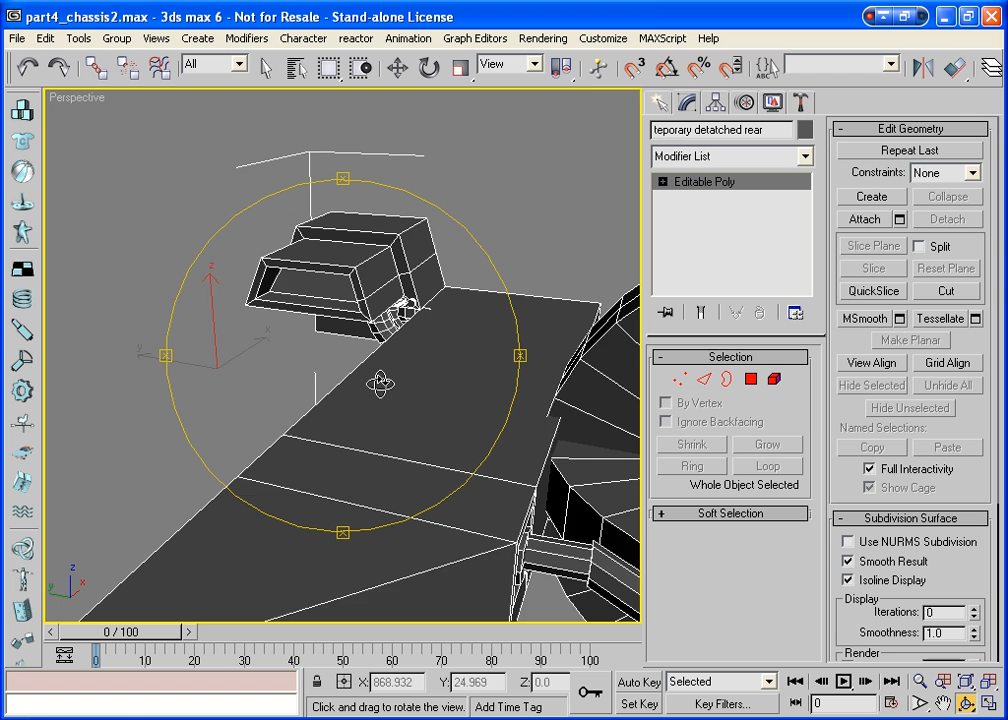 part4_chassis2.max - 3ds max 6 - Not for Resale - Stand-alone License
File Edit Tools Group Views Create Modifiers Character reactor Animation Graph Editors Rendering Customize MAXScript Help
All View 3 ABC
Perspective
z
y
x
z
y
x
teporary detatched rear
Modifier List
Editable Poly
Selection
By Vertex
Ignore Backfacing
Shrink Grow
Ring Loop
Whole Object Selected
Soft Selection
Edit Geometry
Repeat Last
Constraints: None
Create Collapse
Attach Detach
Slice Plane Split
Slice Reset Plane
QuickSlice Cut
MSmooth Tessellate
Make Planar
View Align Grid Align
Hide Selected Unhide All
Hide Unselected
Named Selections:
Copy Paste
Full Interactivity
Show Cage
Subdivision Surface
Use NURMS Subdivision
Smooth Result
Isoline Display
Display
Iterations: 0
Smoothness: 1.0
Render
0 / 100
0 10 20 30 40 50 60 70 80 90 100
X: 868.932 Y: 24.969 Z: 0.0
Auto Key Selected
Set Key Key Filters... 0
Click and drag to rotate the view. Add Time Tag